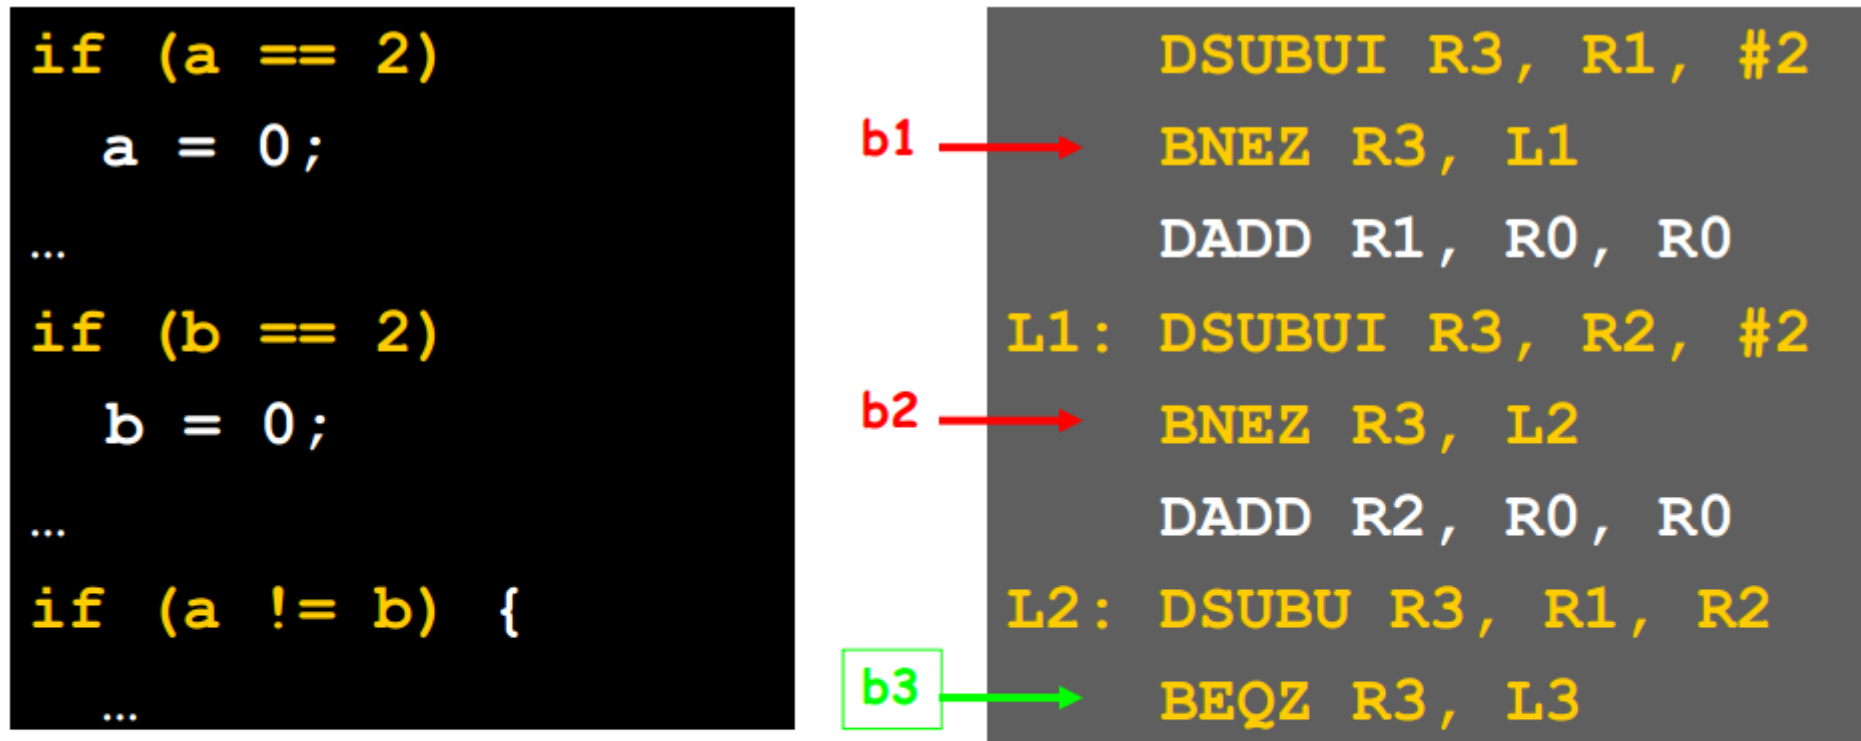 if (a == 2)
a = 0;
…
if (b == 2)
b = 0;
…
if (a != b) {
…
b1
b2
b3
DSUBUI R3, R1, #2
BNEZ R3, L1
DADD R1, R0, R0
L1: DSUBUI R3, R2, #2
BNEZ R3, L2
DADD R2, R0, R0
L2: DSUBU R3, R1, R2
BEQZ R3, L3